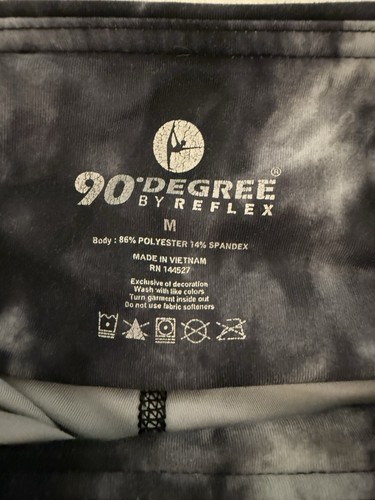 90°DEGREE®
BY REFLEX
M
Body : 86% POLYESTER 14% SPANDEX
MADE IN VIETNAM
RN 144527
Exclusive of decoration
Wash with like colors
Turn garment inside out
Do not use fabric softeners